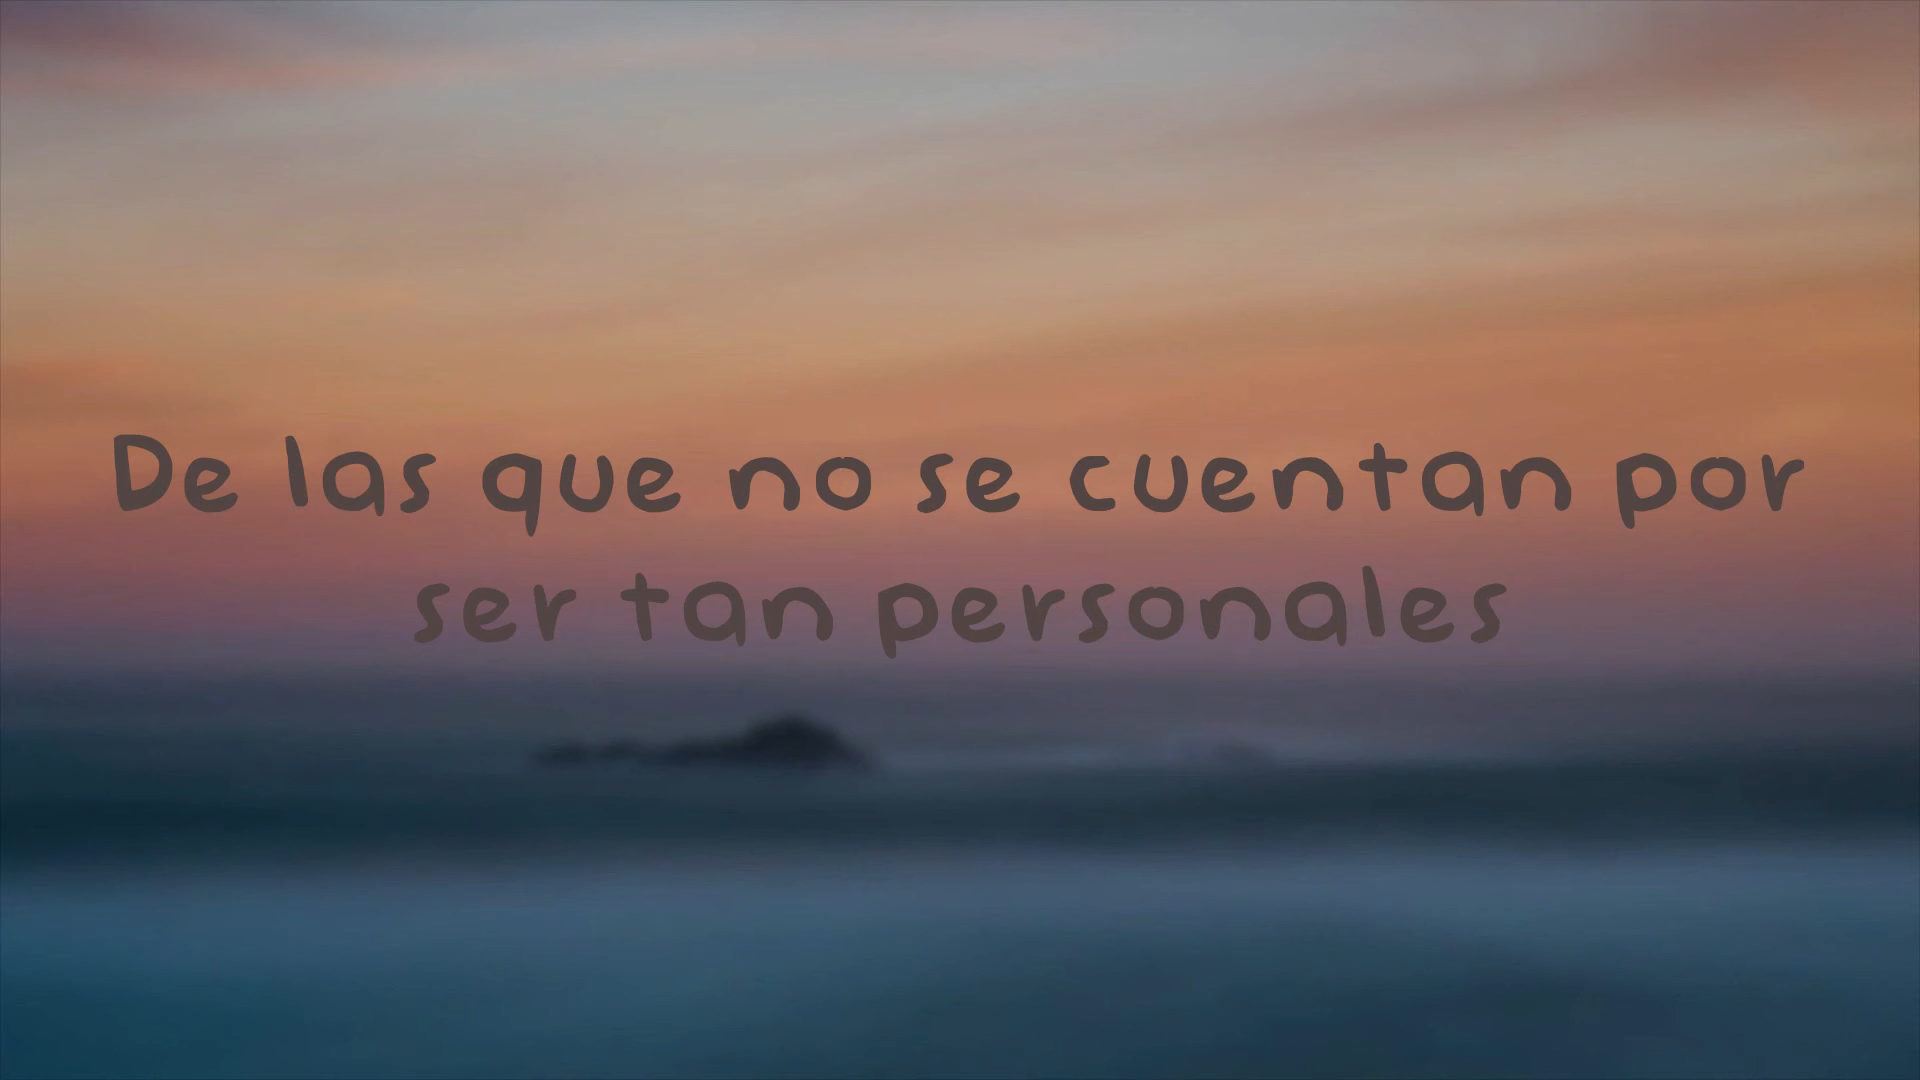 De las que no se cuentan por
ser tan personales